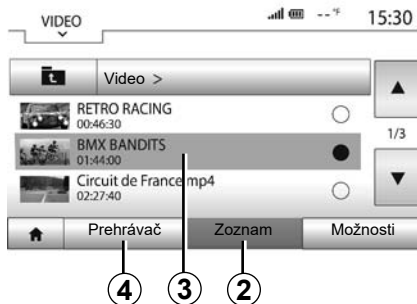 VIDEO --°F 15:30
Video >
RETRO RACING
00:46:30
BMX BANDITS
01:44:00
1/3
Circuit de France mp4
02:27:40
Prehrávač Zoznam Možnosti
4 3 2